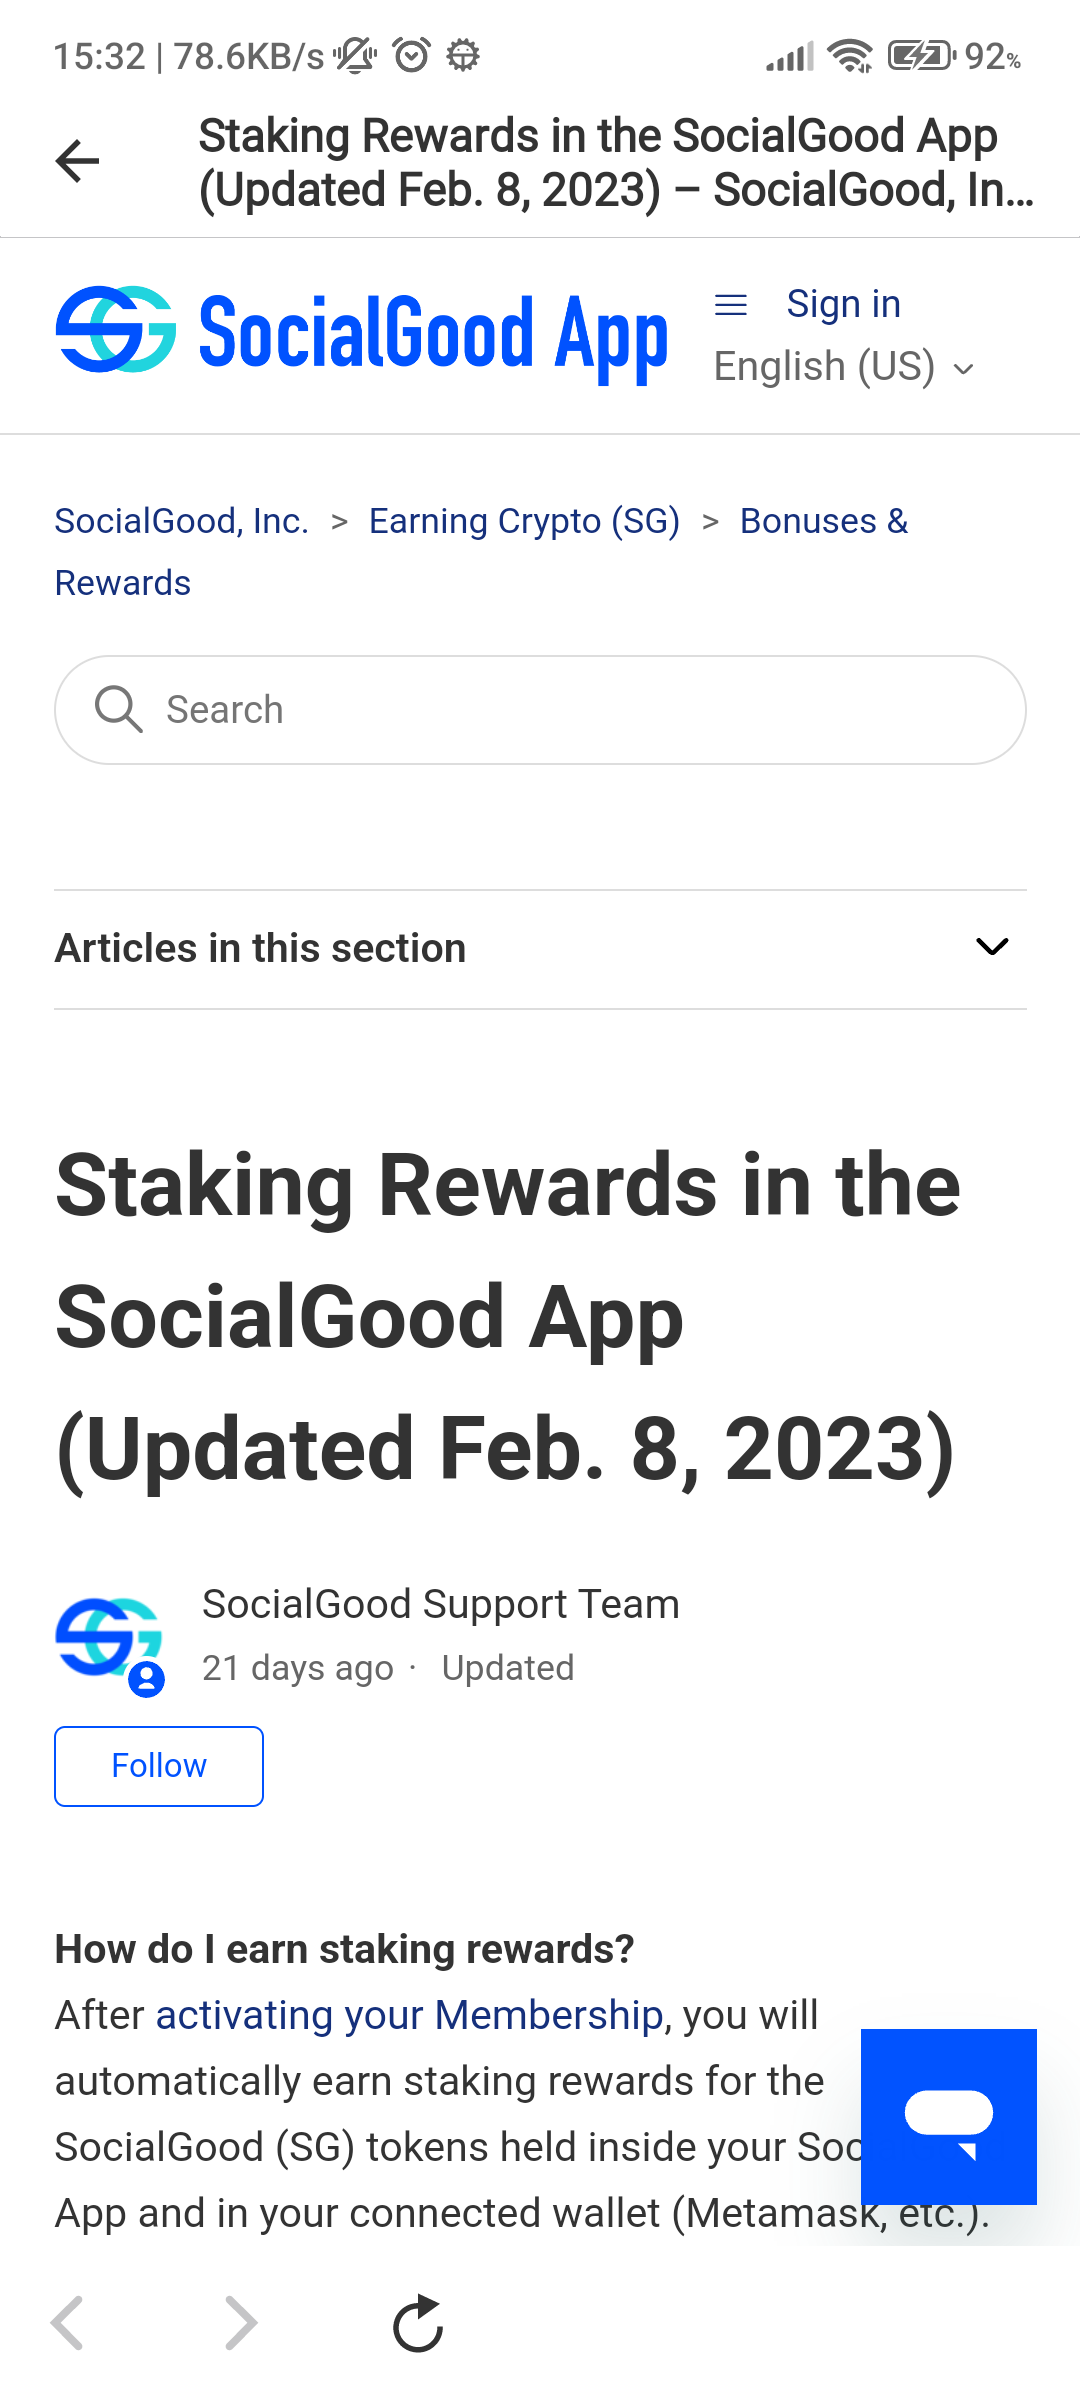 15:32 | 78.6KB/s 92%
Staking Rewards in the SocialGood App
(Updated Feb. 8, 2023) – SocialGood, In...
SocialGood App
Sign in
English (US)
SocialGood, Inc. > Earning Crypto (SG) > Bonuses &
Rewards
Search
Articles in this section
Staking Rewards in the
SocialGood App
(Updated Feb. 8, 2023)
SocialGood Support Team
21 days ago · Updated
Follow
How do I earn staking rewards?
After activating your Membership, you will
automatically earn staking rewards for the
SocialGood (SG) tokens held inside your Soc
App and in your connected wallet (Metamask, etc.).